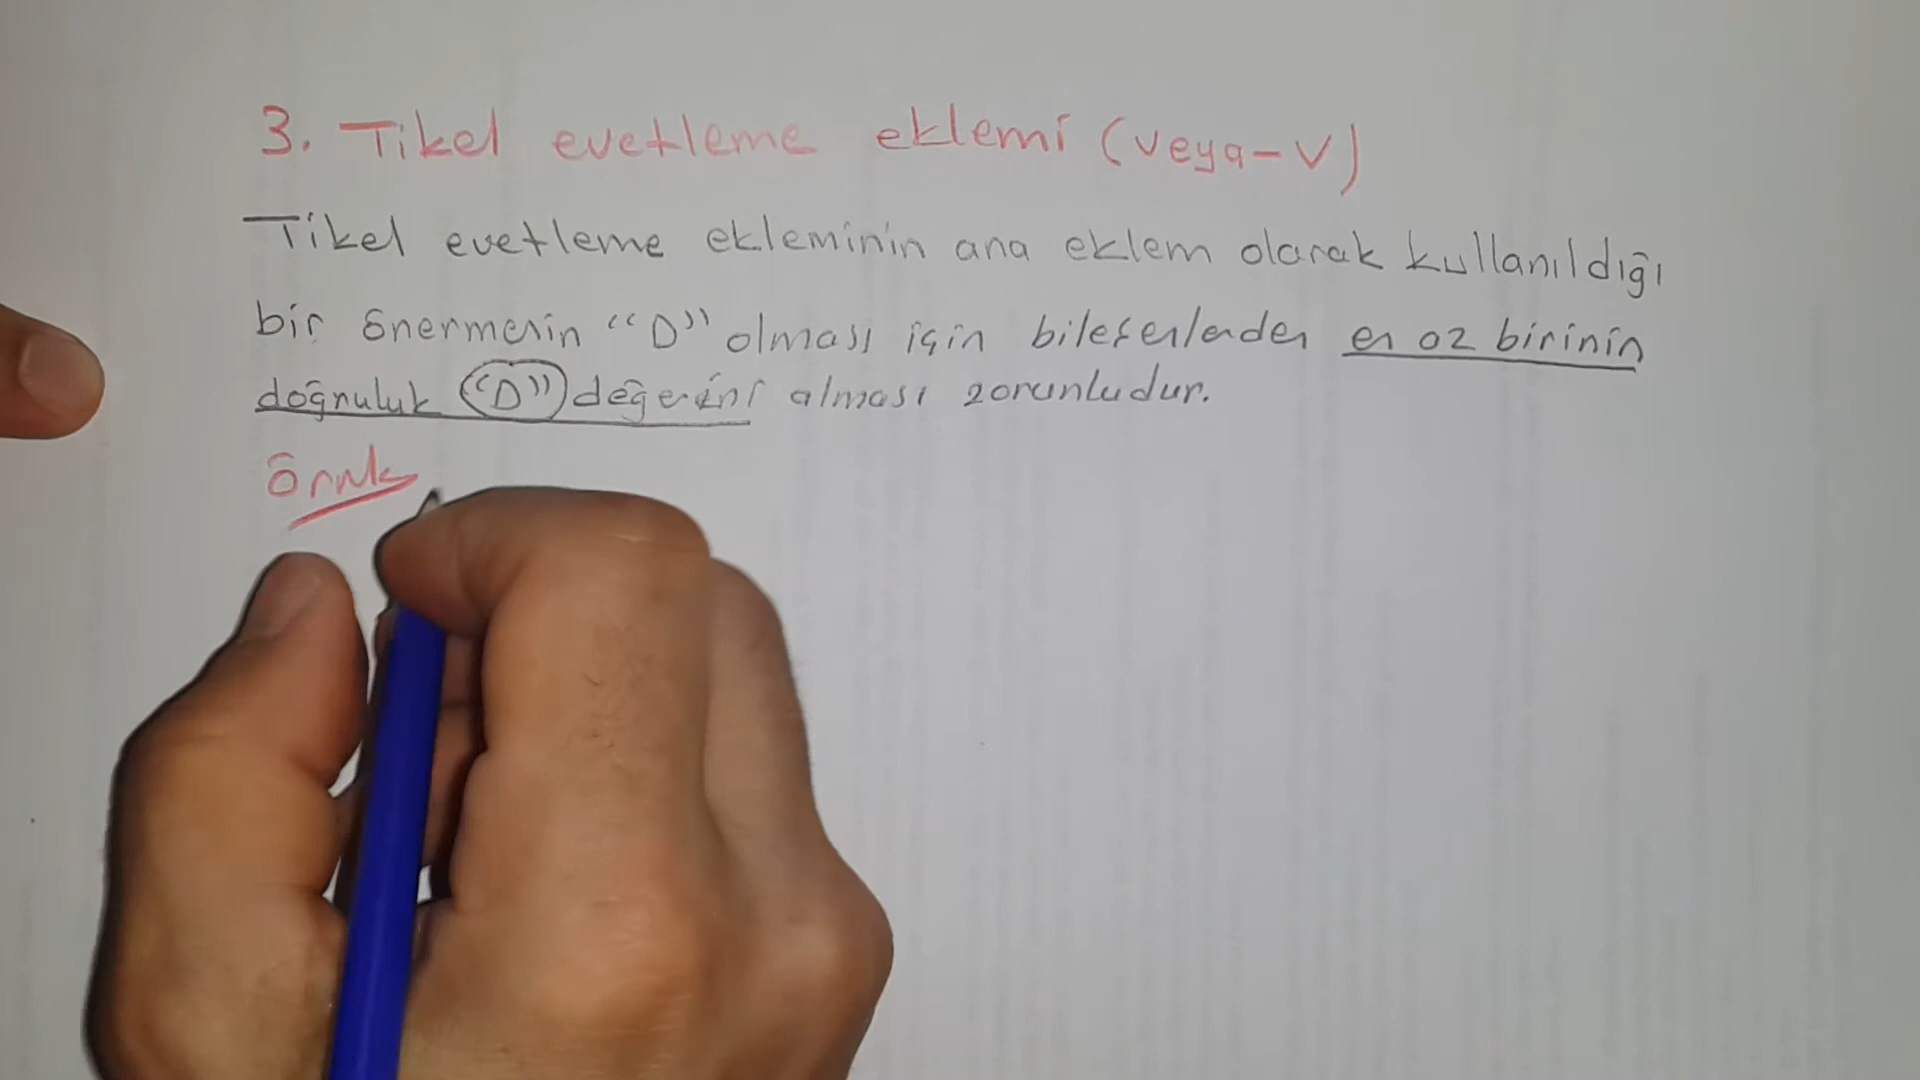 3. Tikel evetleme eklemi (veya-V)
Tikel evetleme ekleminin ana eklem olarak kullanıldığı
bir önermenin "D" olması için bileşenlerden en az birinin
doğruluk "D" değerini alması zorunludur.
Örnk